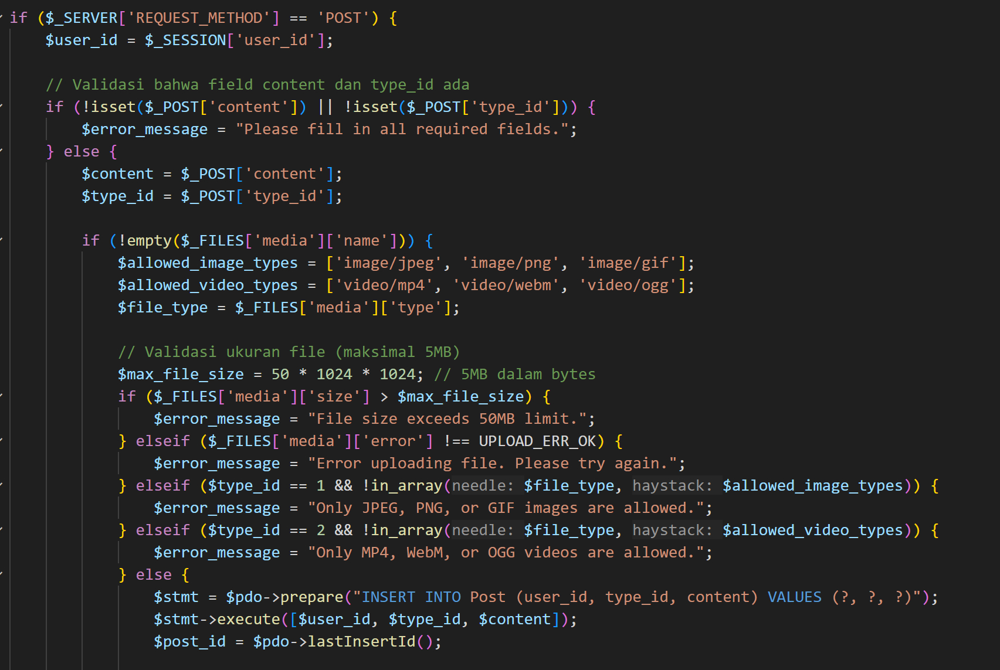 if ($_SERVER['REQUEST_METHOD'] == 'POST') {
$user_id = $_SESSION['user_id'];
// Validasi bahwa field content dan type_id ada
if (!isset($_POST['content']) || !isset($_POST['type_id'])) {
$error_message = "Please fill in all required fields.";
} else {
$content = $_POST['content'];
$type_id = $_POST['type_id'];
if (!empty($_FILES['media']['name'])) {
$allowed_image_types = ['image/jpeg', 'image/png', 'image/gif'];
$allowed_video_types = ['video/mp4', 'video/webm', 'video/ogg'];
$file_type = $_FILES['media']['type'];
// Validasi ukuran file (maksimal 5MB)
$max_file_size = 50 * 1024 * 1024; // 5MB dalam bytes
if ($_FILES['media']['size'] > $max_file_size) {
$error_message = "File size exceeds 50MB limit.";
} elseif ($_FILES['media']['error'] !== UPLOAD_ERR_OK) {
$error_message = "Error uploading file. Please try again.";
} elseif ($type_id == 1 && !in_array(needle: $file_type, haystack: $allowed_image_types)) {
$error_message = "Only JPEG, PNG, or GIF images are allowed.";
} elseif ($type_id == 2 && !in_array(needle: $file_type, haystack: $allowed_video_types)) {
$error_message = "Only MP4, WebM, or OGG videos are allowed.";
} else {
$stmt = $pdo->prepare("INSERT INTO Post (user_id, type_id, content) VALUES (?, ?, ?)");
$stmt->execute([$user_id, $type_id, $content]);
$post_id = $pdo->lastInsertId();